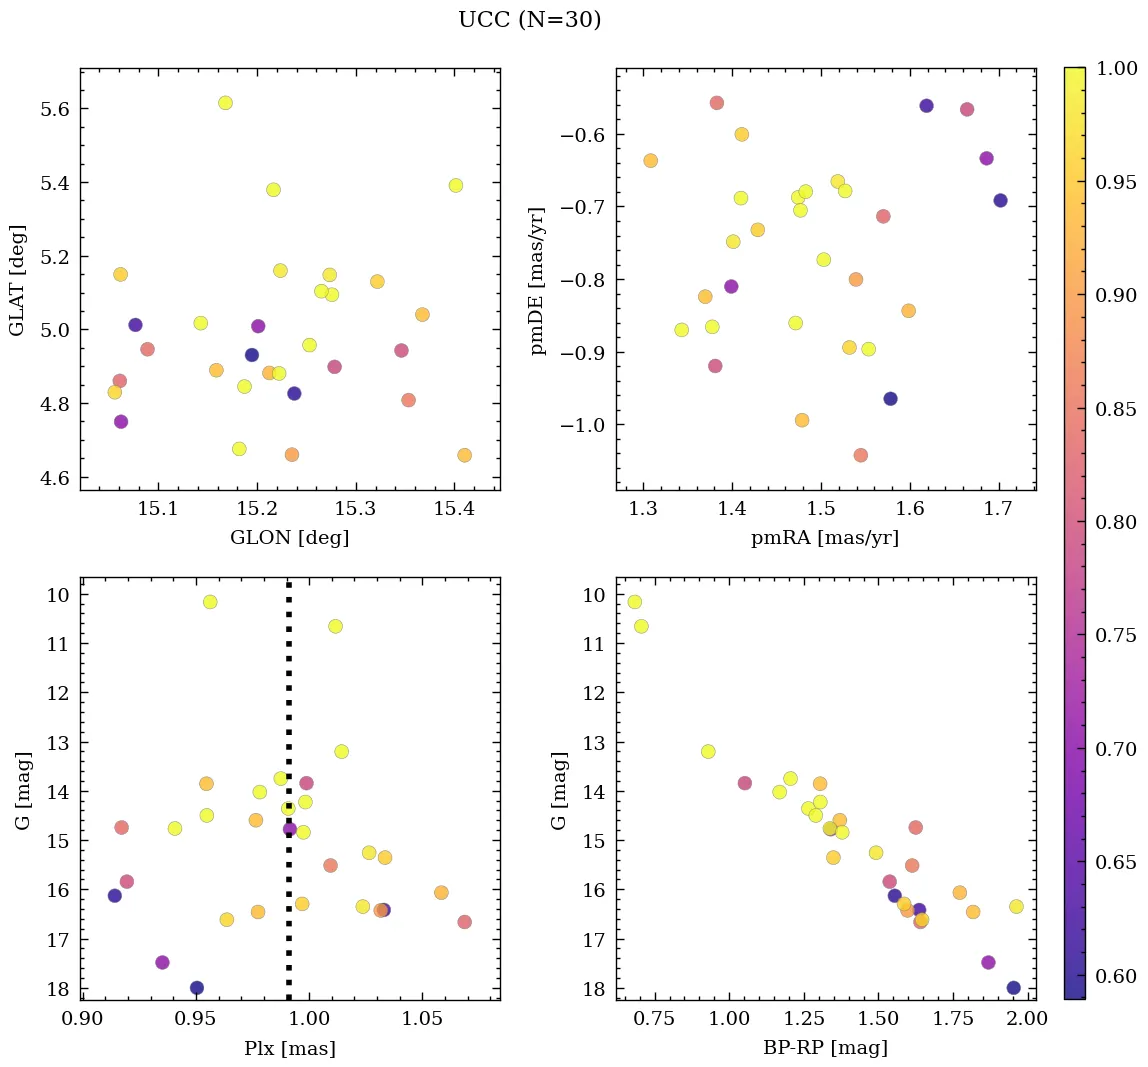 UCC (N=30)
5.6
5.4
5.2
5.0
4.8
4.6
GLAT [deg]
15.1 15.2 15.3 15.4
GLON [deg]
−0.6
−0.7
−0.8
−0.9
−1.0
pmDE [mas/yr]
1.3 1.4 1.5 1.6 1.7
pmRA [mas/yr]
10
11
12
13
14
15
16
17
18
G [mag]
0.90 0.95 1.00 1.05
Plx [mas]
10
11
12
13
14
15
16
17
18
G [mag]
0.75 1.00 1.25 1.50 1.75 2.00
BP-RP [mag]
1.00
0.95
0.90
0.85
0.80
0.75
0.70
0.65
0.60